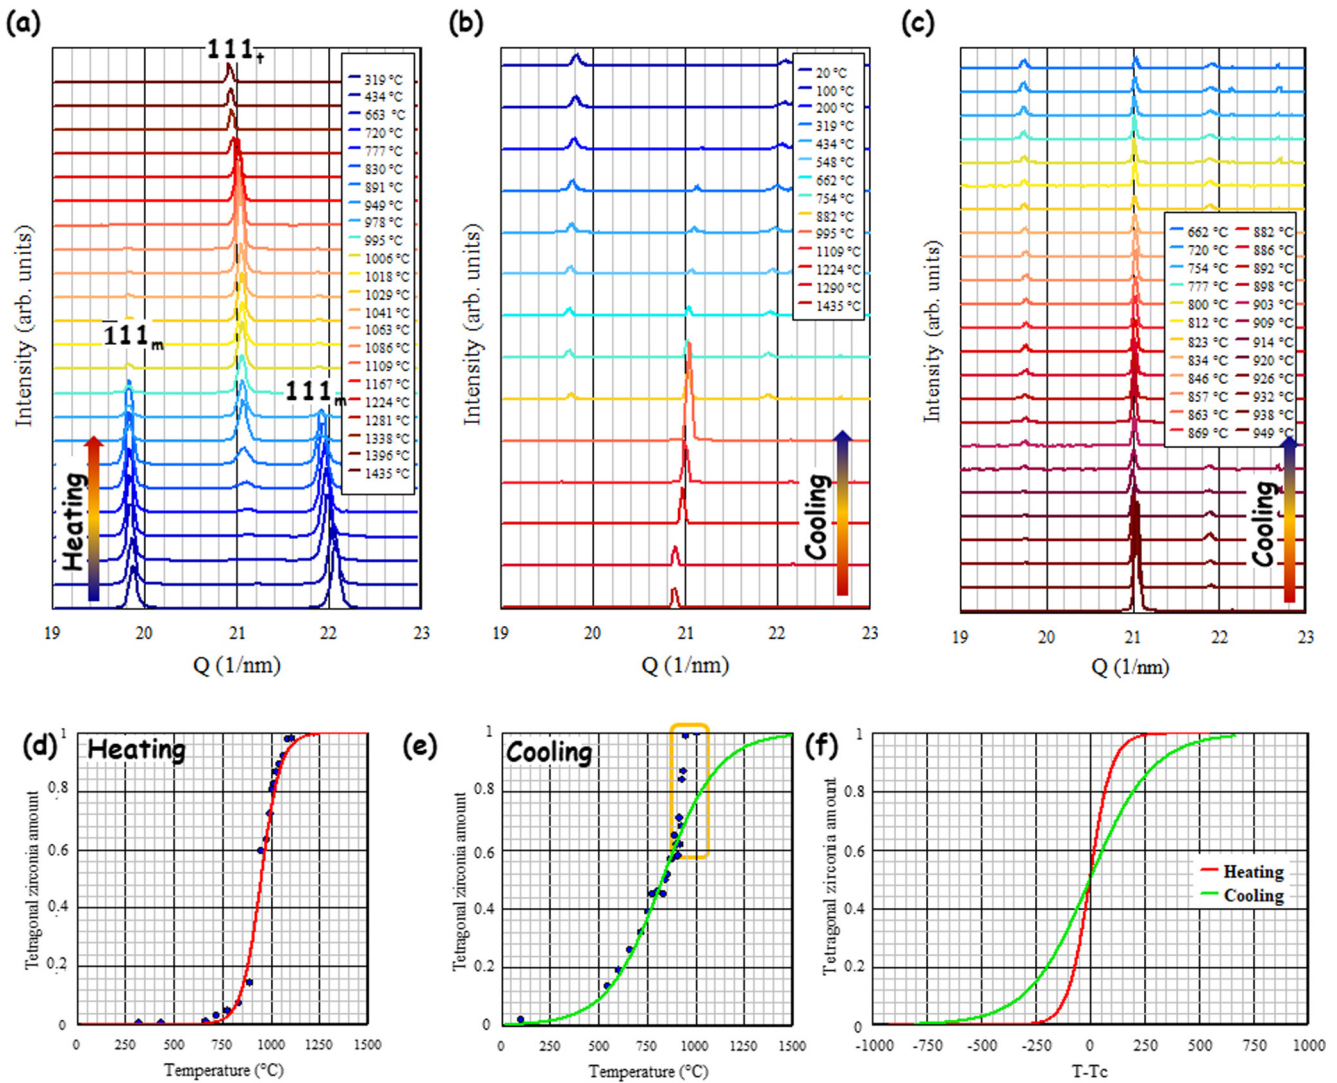 (a)
111t
319 °C
434 °C
663 °C
720 °C
777 °C
830 °C
891 °C
949 °C
978 °C
995 °C
1006 °C
1018 °C
1029 °C
1041 °C
1063 °C
1086 °C
1109 °C
1167 °C
1224 °C
1281 °C
1338 °C
1396 °C
1435 °C
Intensity (arb. units)
1̅11m
111m
Heating
19 20 21 22 23
Q (1/nm)
(b)
20 °C
100 °C
200 °C
319 °C
434 °C
548 °C
662 °C
754 °C
882 °C
995 °C
1109 °C
1224 °C
1290 °C
1435 °C
Intensity (arb. units)
Cooling
19 20 21 22 23
Q (1/nm)
(c)
662 °C 882 °C
720 °C 886 °C
754 °C 892 °C
777 °C 898 °C
800 °C 903 °C
812 °C 909 °C
823 °C 914 °C
834 °C 920 °C
846 °C 926 °C
857 °C 932 °C
863 °C 938 °C
869 °C 949 °C
Intensity (arb. units)
Cooling
19 20 21 22 23
Q (1/nm)
(d) Heating
Tetragonal zirconia amount
1
0.8
0.6
0.4
0.2
0
0 250 500 750 1000 1250 1500
Temperature (°C)
(e) Cooling
Tetragonal zirconia amount
1
0.8
0.6
0.4
0.2
0
0 250 500 750 1000 1250 1500
Temperature (°C)
(f)
Tetragonal zirconia amount
1
0.8
0.6
0.4
0.2
0
Heating
Cooling
-1000 -750 -500 -250 0 250 500 750 1000
T-Tc